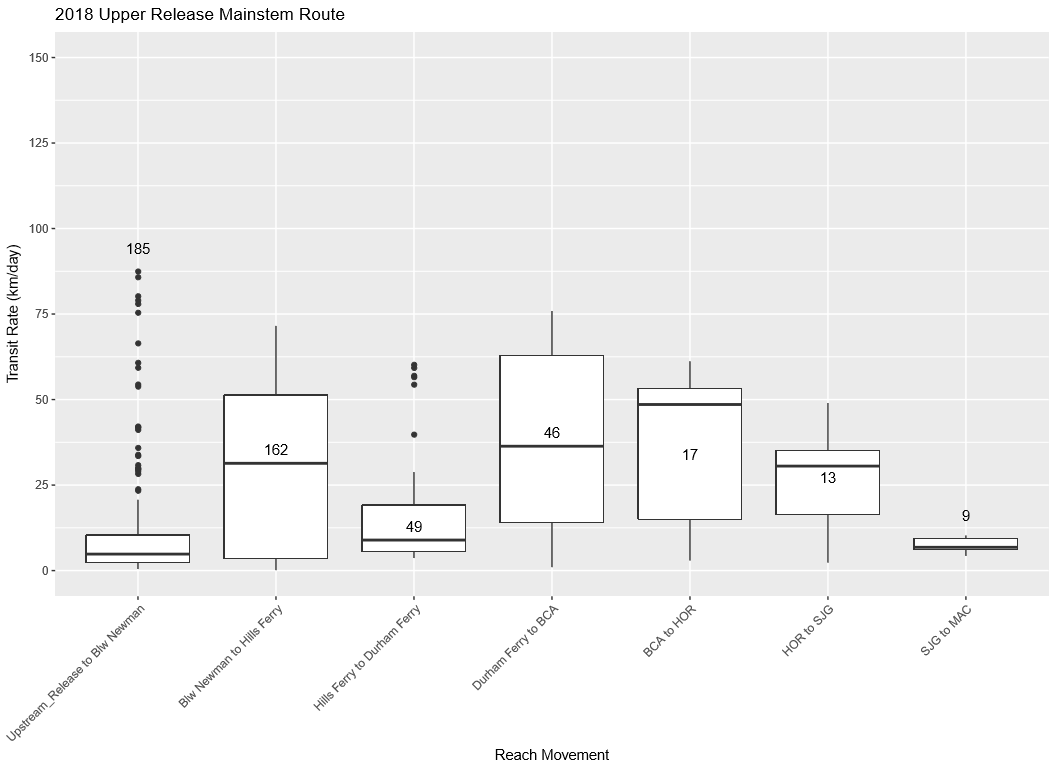 2018 Upper Release Mainstem Route
150
125
100
75
50
25
0
Transit Rate (km/day)
185
162
49
46
17
13
9
Upstream_Release to Blw Newman
Blw Newman to Hills Ferry
Hills Ferry to Durham Ferry
Durham Ferry to BCA
BCA to HOR
HOR to SJG
SJG to MAC
Reach Movement